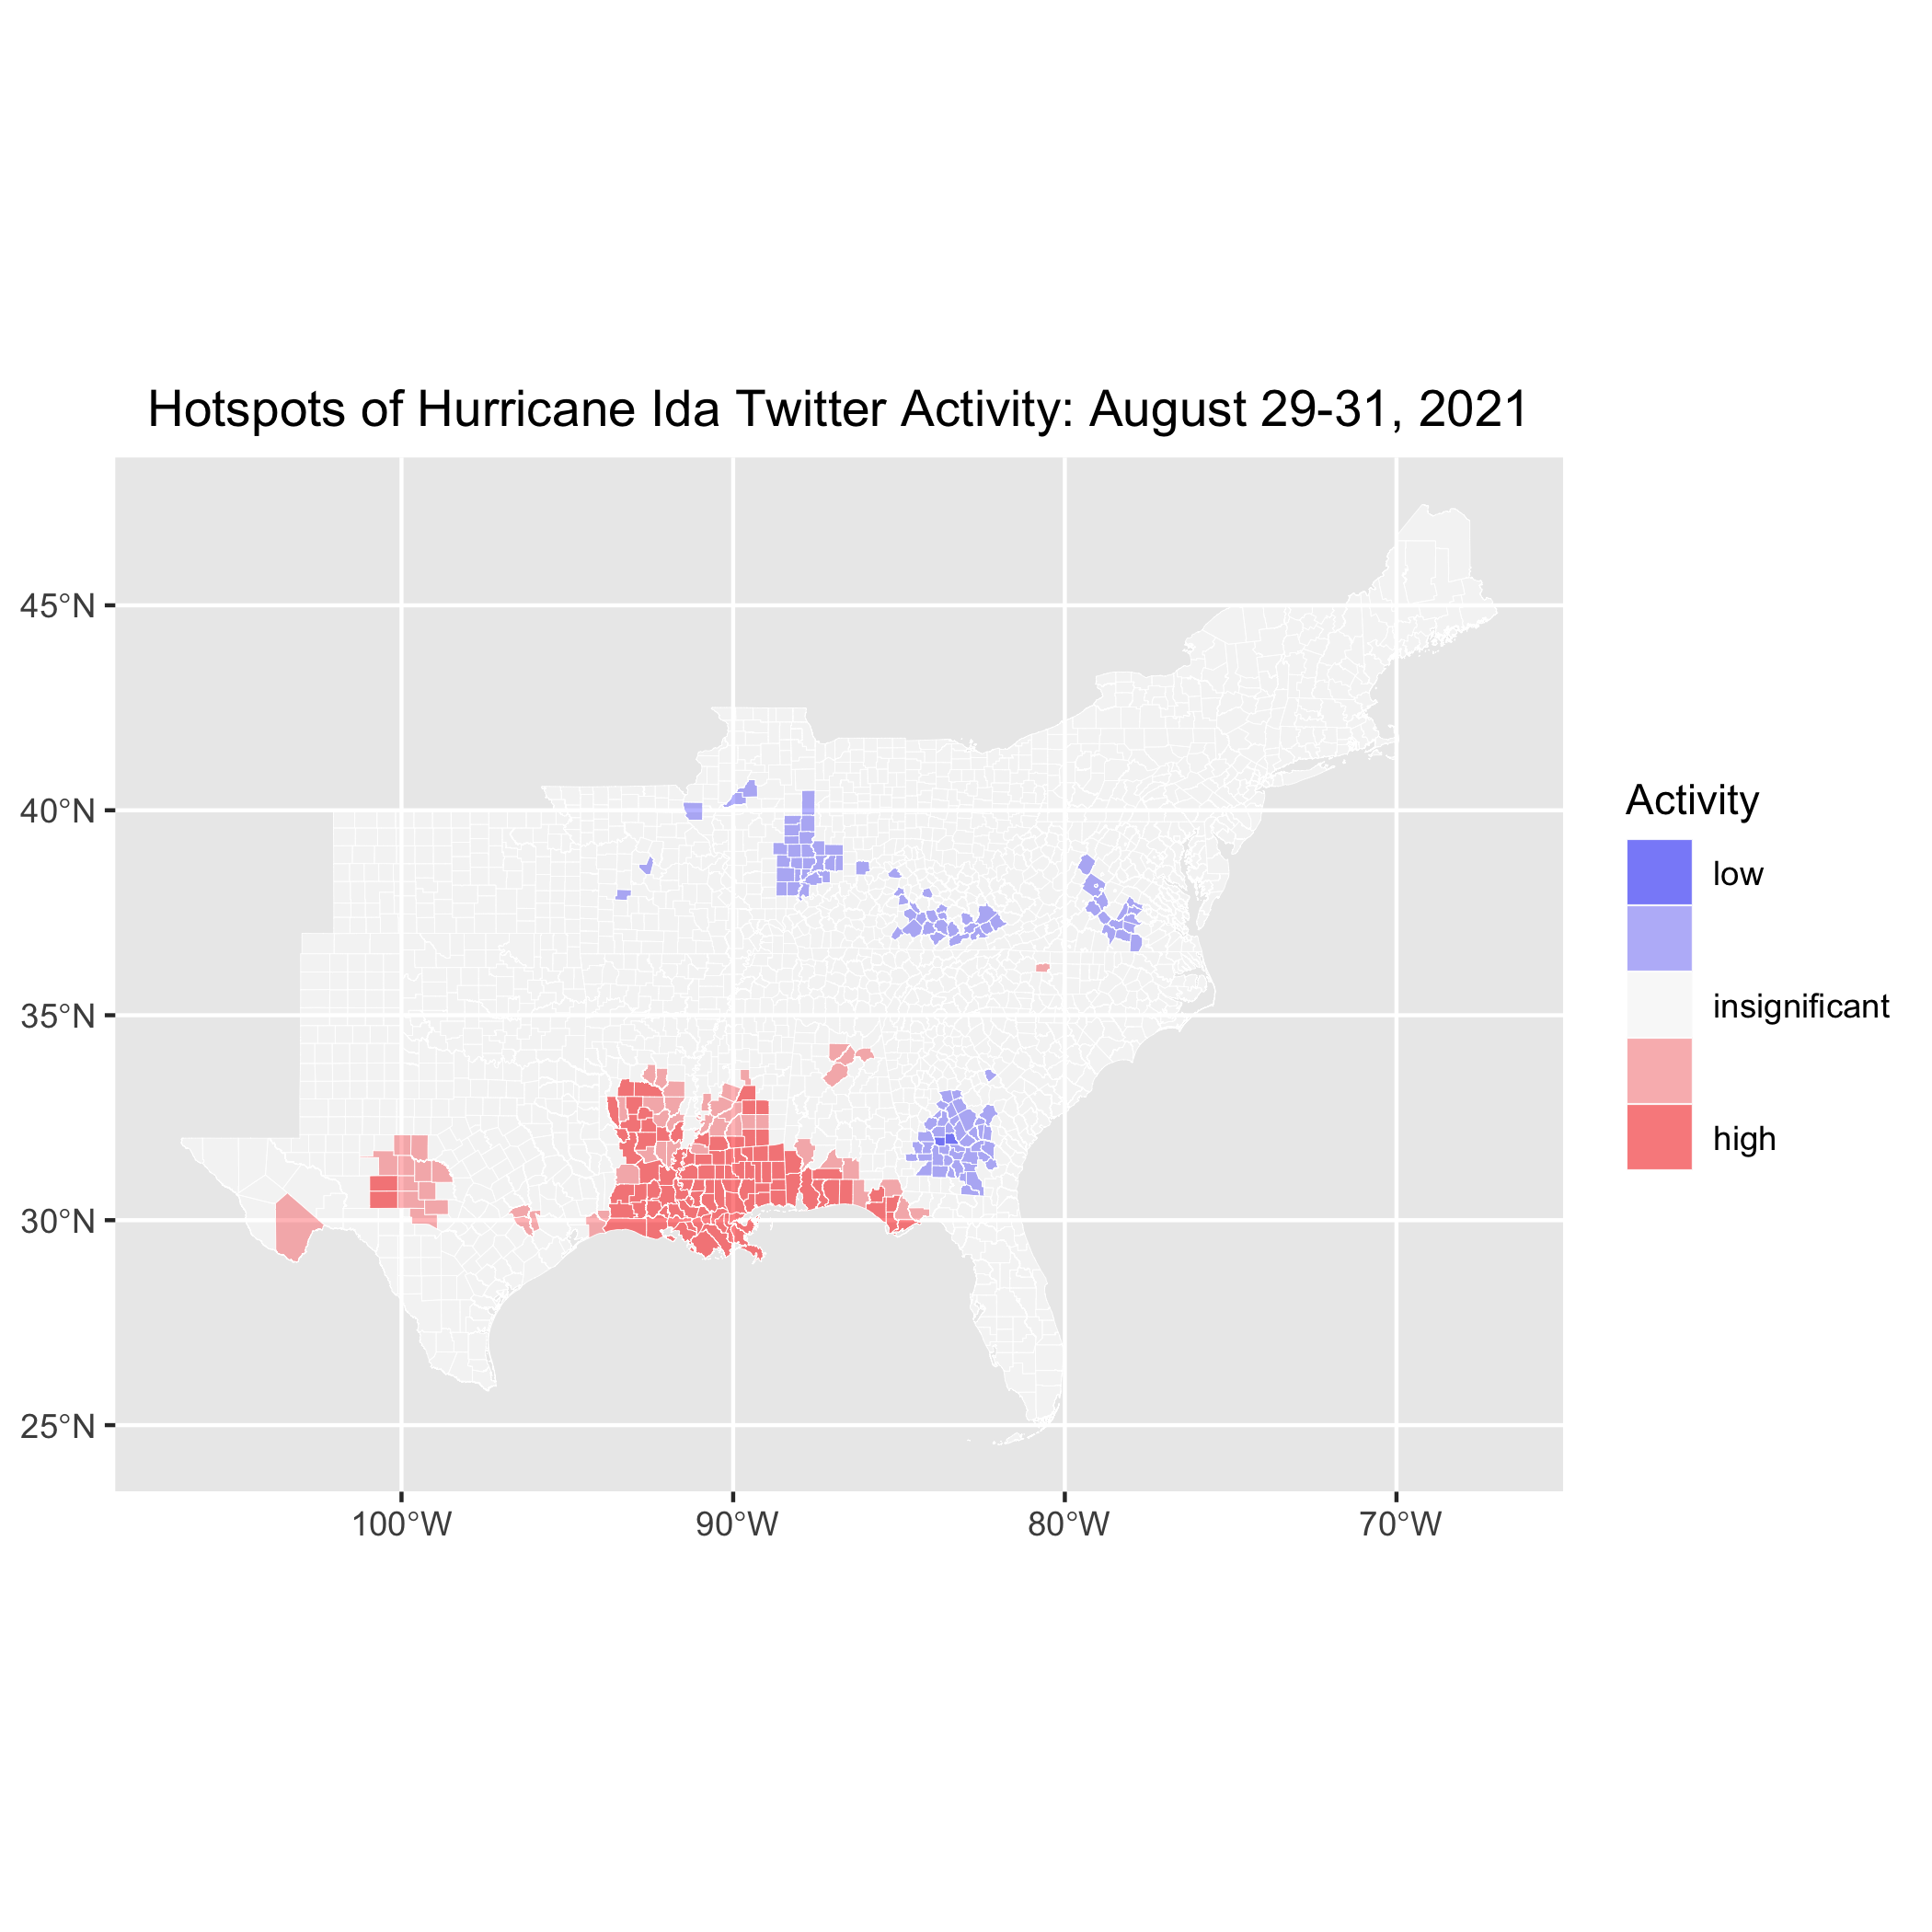 Hotspots of Hurricane Ida Twitter Activity: August 29-31, 2021
45°N
40°N
35°N
30°N
25°N
100°W
90°W
80°W
70°W
Activity
low
insignificant
high